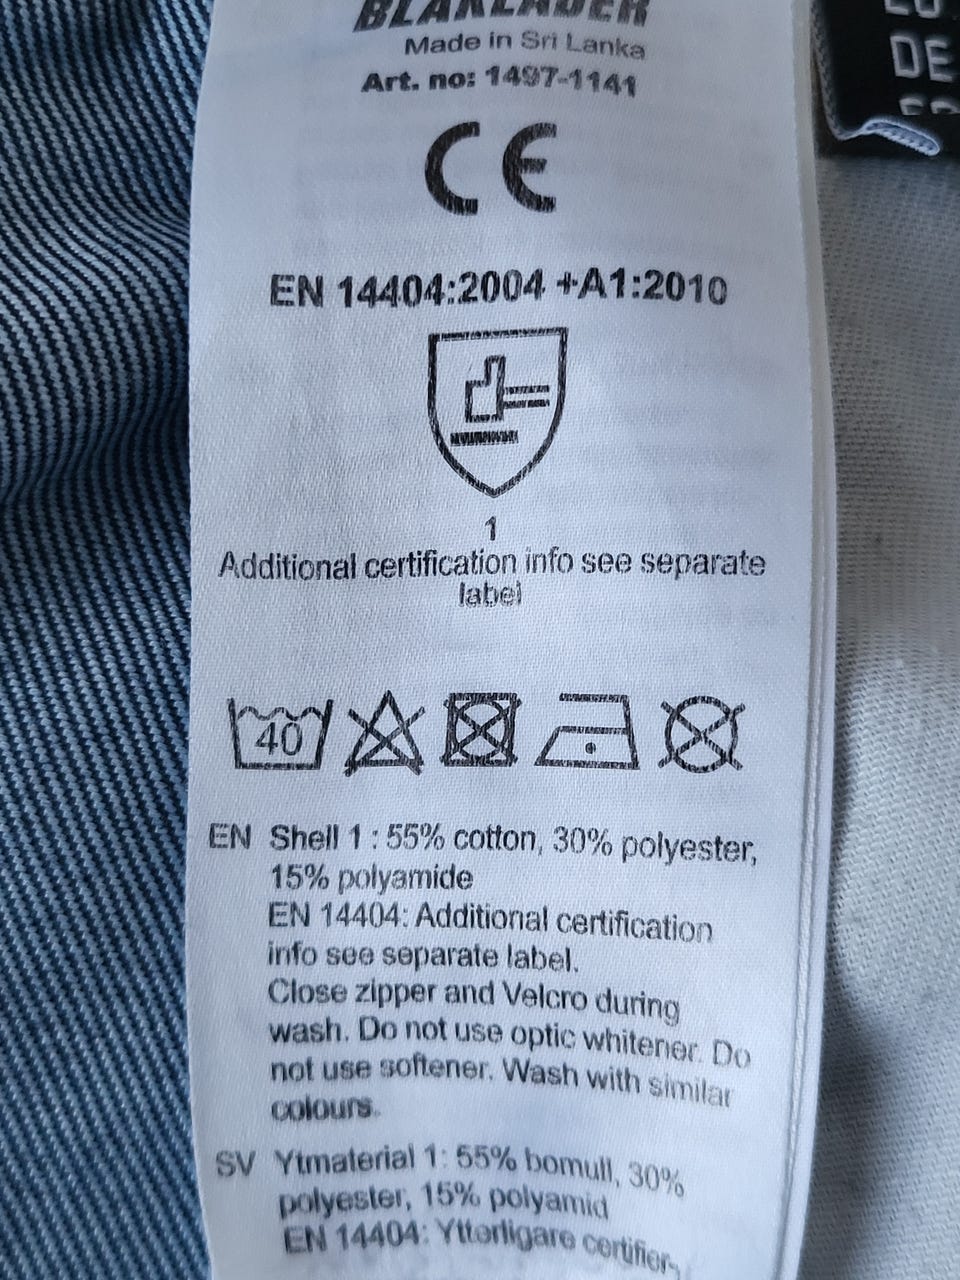 BLÅKLÄDER
Made in Sri Lanka
Art. no: 1497-1141
CE
EN 14404:2004 +A1:2010
1
Additional certification info see separate
label
40
EN Shell 1 : 55% cotton, 30% polyester,
15% polyamide
EN 14404: Additional certification
info see separate label.
Close zipper and Velcro during
wash. Do not use optic whitener. Do
not use softener. Wash with similar
colours.
SV Ytmaterial 1: 55% bomull, 30%
polyester, 15% polyamid
EN 14404: Ytterligare certifier-
DE